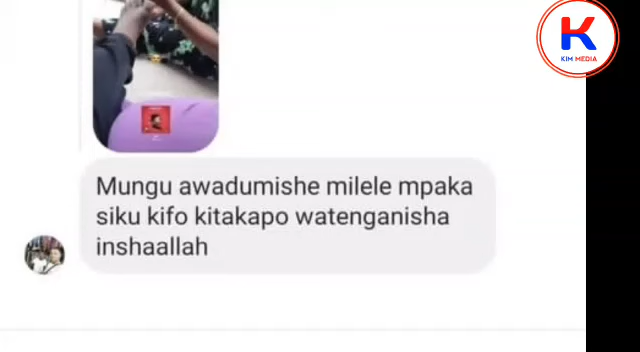 K
KIM MEDIA
Mungu awadumishe milele mpaka
siku kifo kitakapo watenganisha
inshaallah